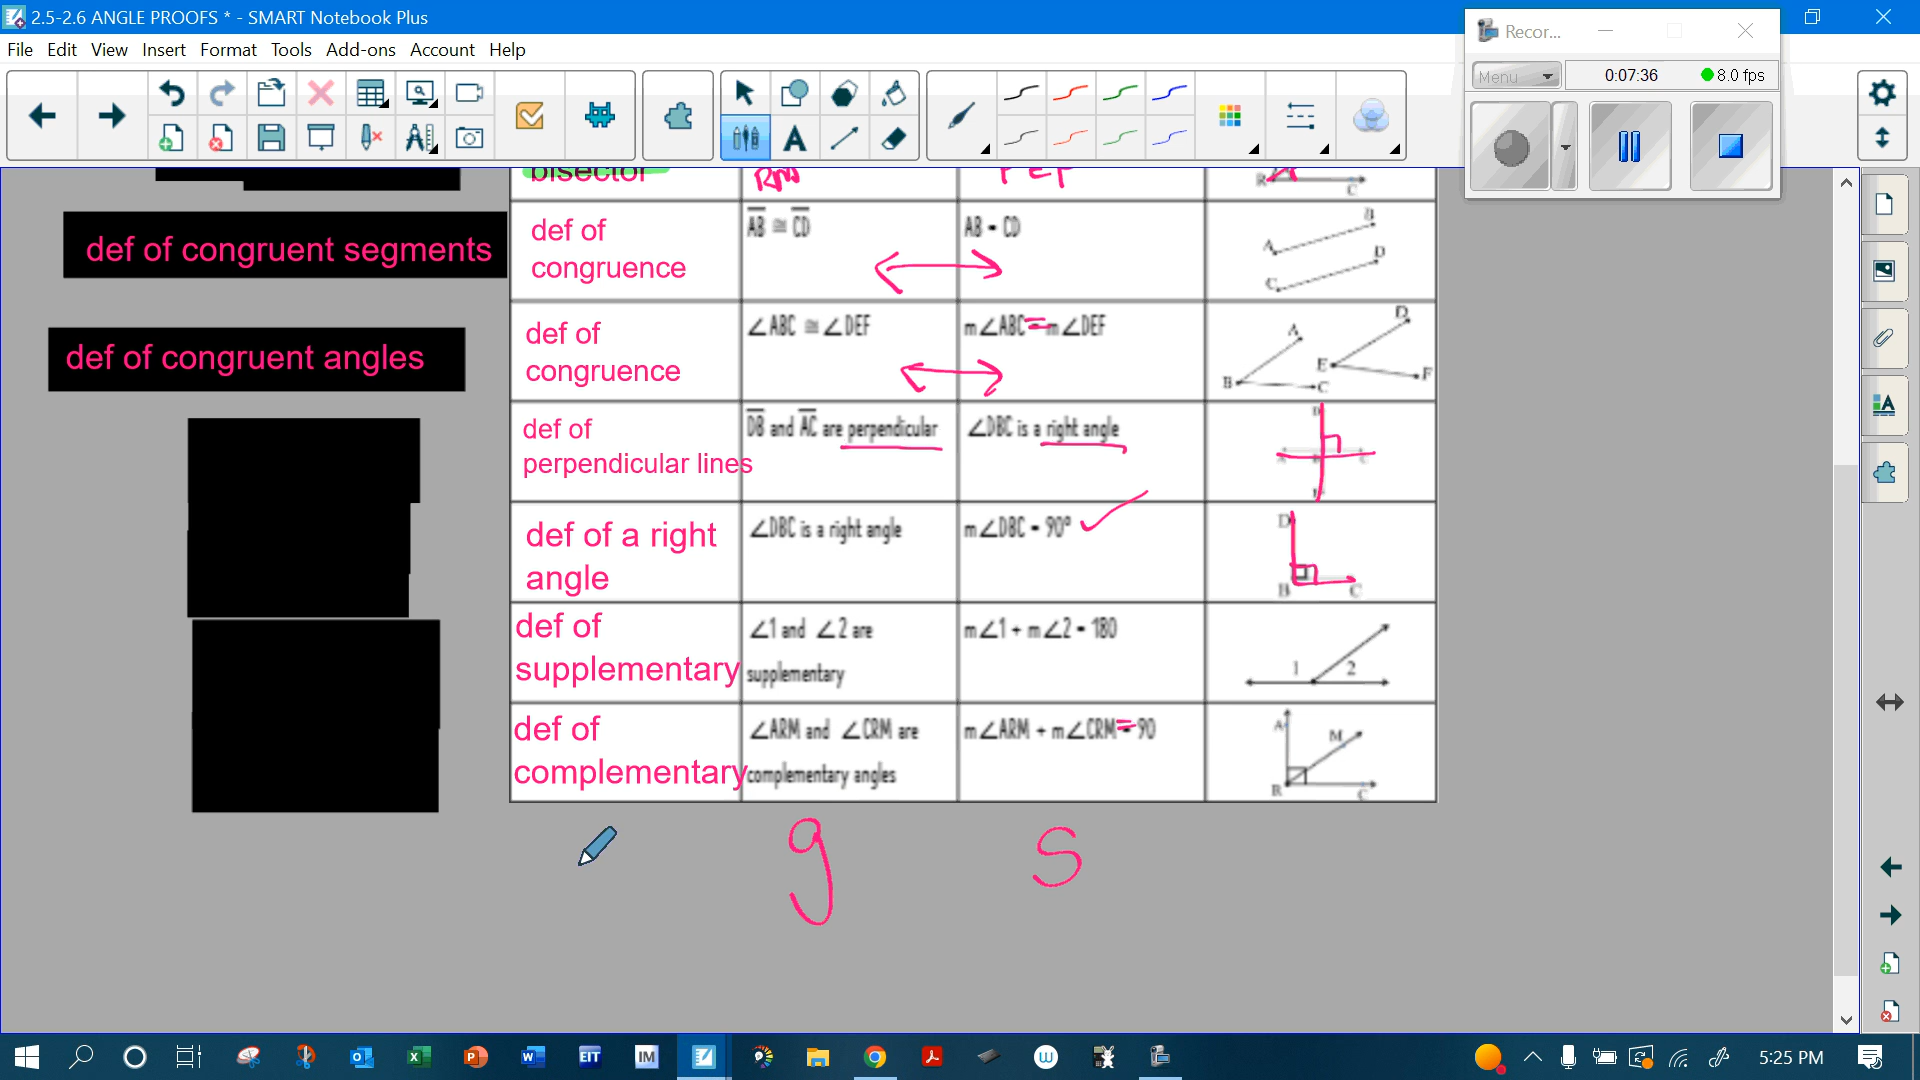 2.5-2.6 ANGLE PROOFS * - SMART Notebook Plus
File Edit View Insert Format Tools Add-ons Account Help
Recor...
Menu 0:07:36 8.0 fps
bisector
R C
def of congruent segments
def of congruence
AB ≅ CD
AB = CD
A B
C D
def of congruent angles
def of congruence
∠ABC ≅ ∠DEF
m∠ABC = m∠DEF
A B C D E F
def of perpendicular lines
DB and AC are perpendicular
∠DBC is a right angle
def of a right angle
∠DBC is a right angle
m∠DBC = 90°
D
B C
def of supplementary
∠1 and ∠2 are supplementary
m∠1 + m∠2 = 180
1 2
def of complementary
∠ARM and ∠CRM are complementary angles
m∠ARM + m∠CRM = 90
A M
R C
g s
5:25 PM